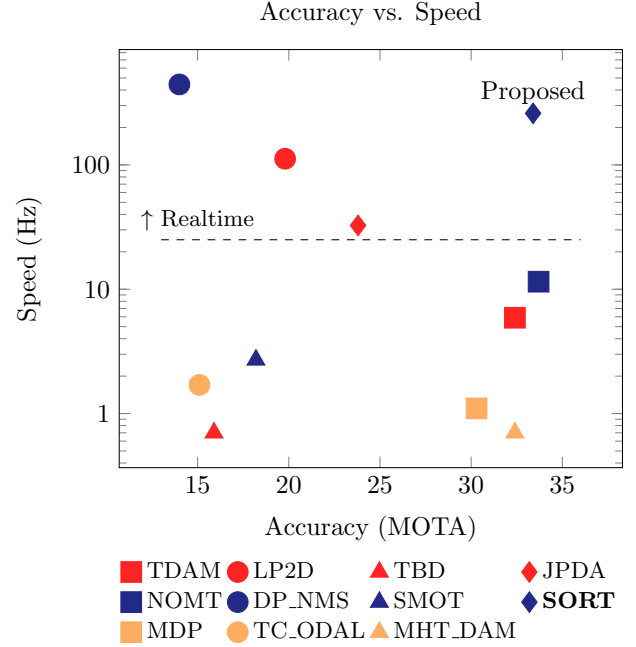 Accuracy vs. Speed
Proposed
100
↑ Realtime
Speed (Hz)
10
1
15 20 25 30 35
Accuracy (MOTA)
TDAM LP2D TBD JPDA
NOMT DP_NMS SMOT SORT
MDP TC_ODAL MHT_DAM